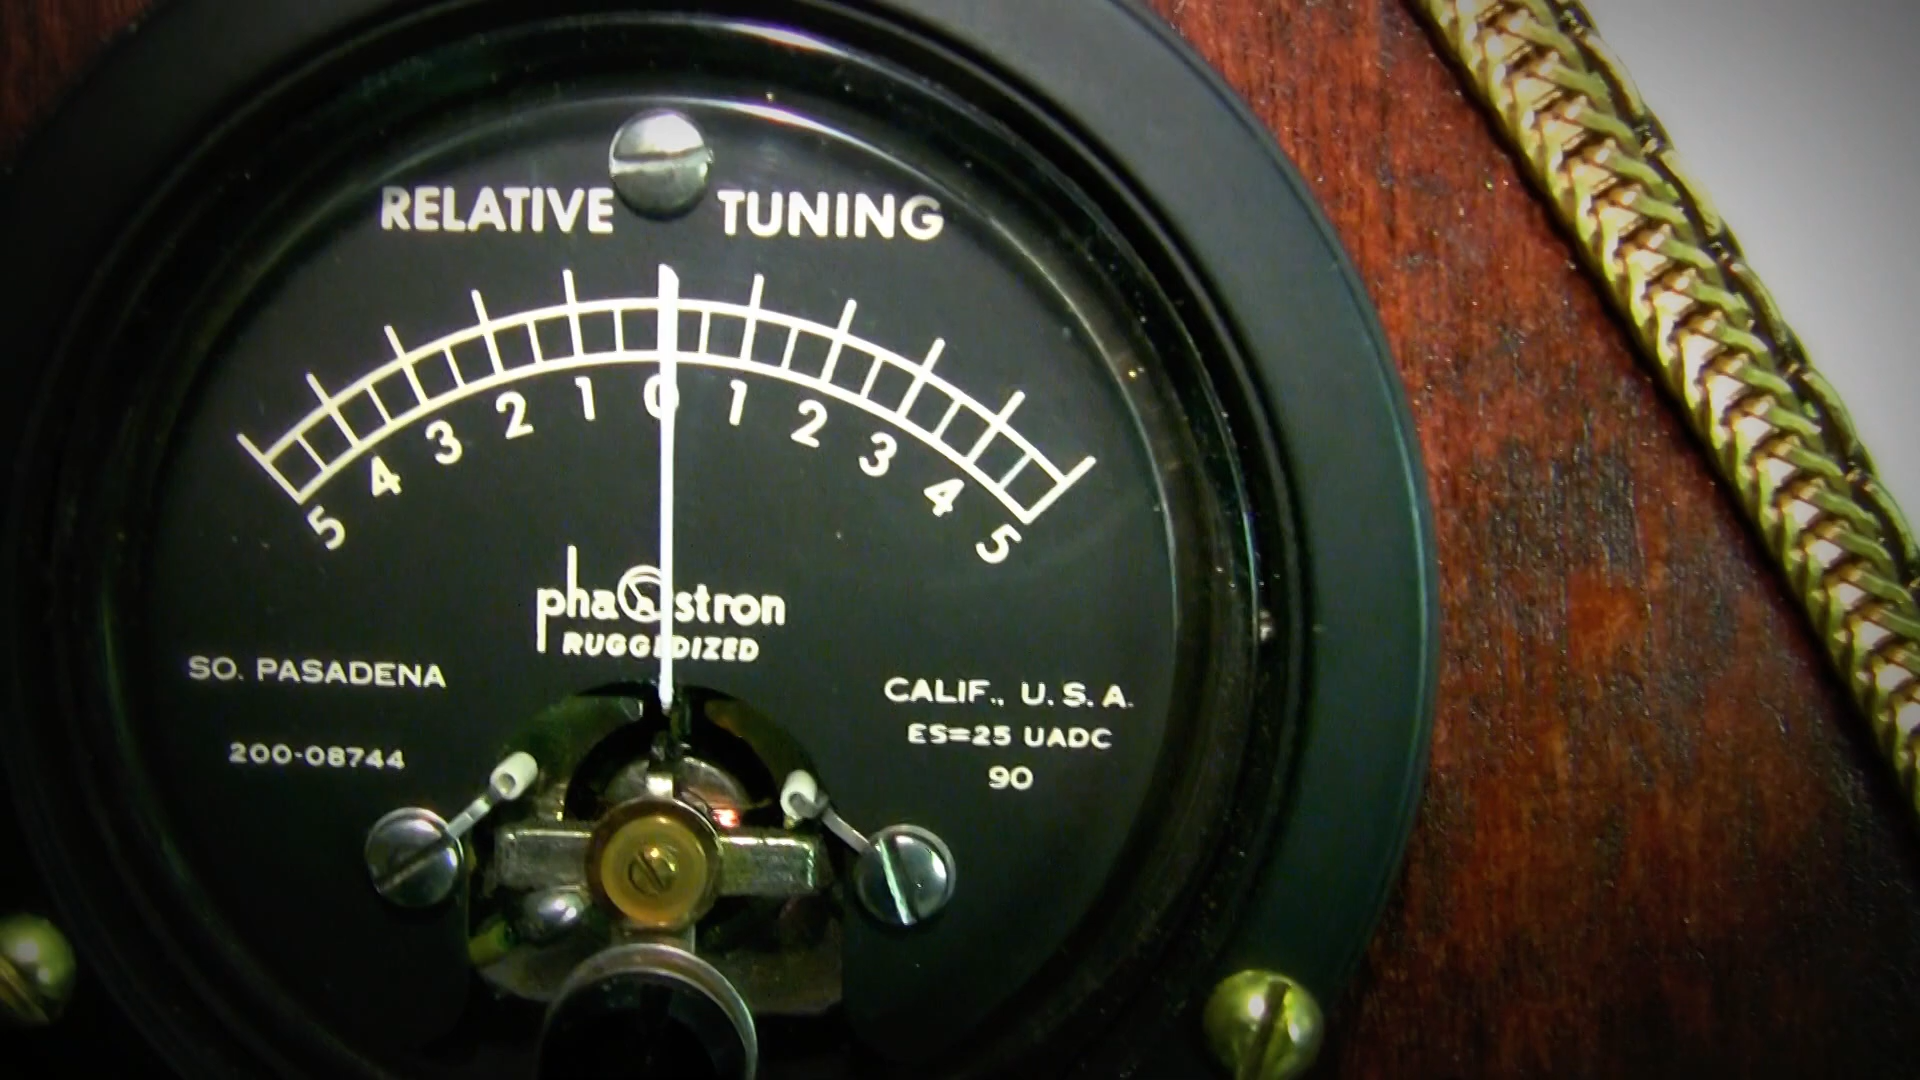 RELATIVE TUNING
5 4 3 2 1 0 1 2 3 4 5
phaostron
RUGGEDIZED
SO. PASADENA
CALIF., U.S.A.
200-08744
ES=25 UADC
90